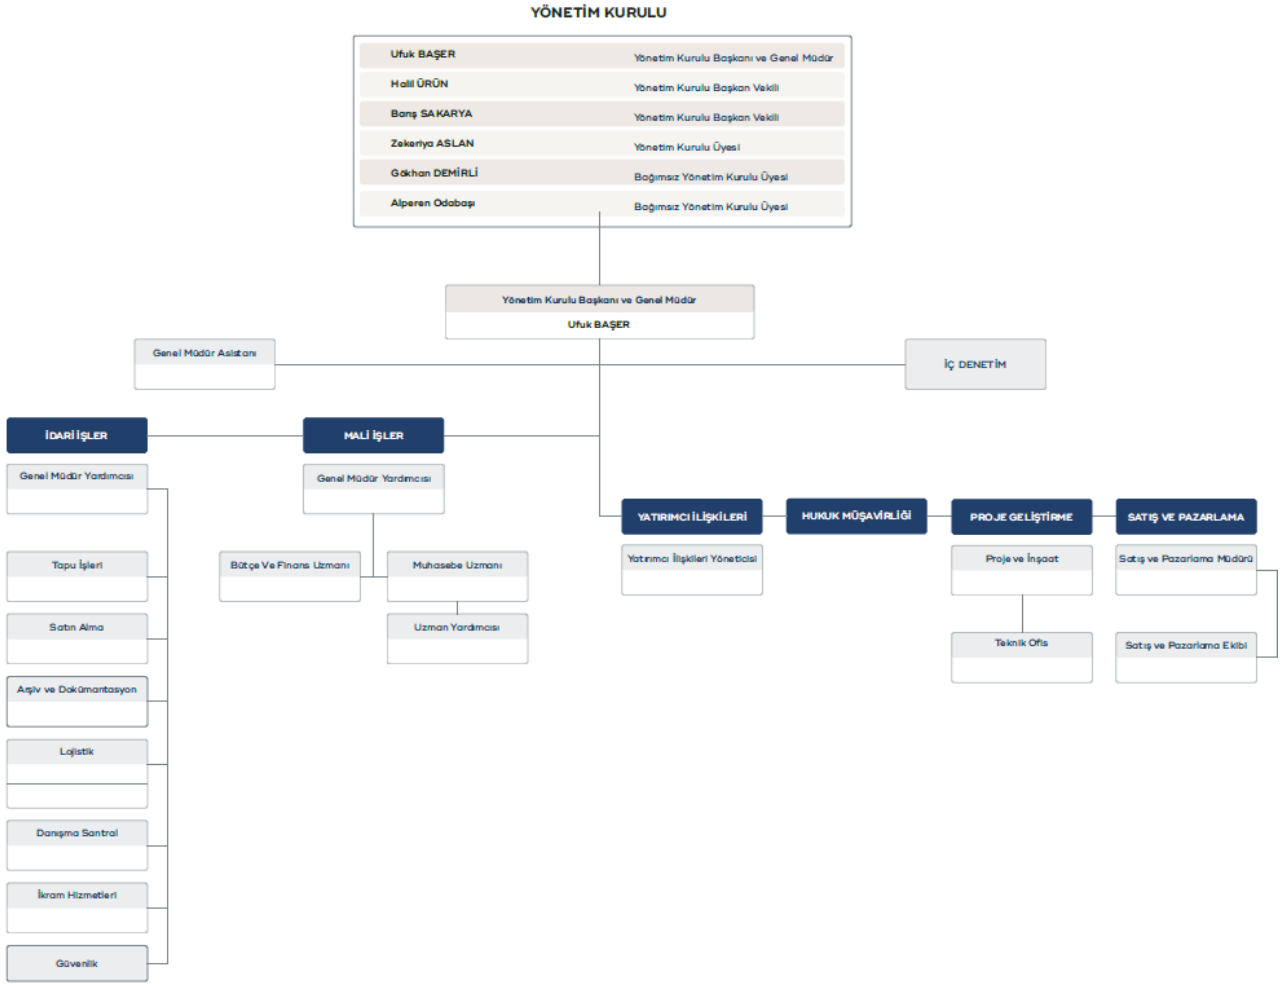 YÖNETİM KURULU
Ufuk BAŞER Yönetim Kurulu Başkanı ve Genel Müdür
Halil ÜRÜN Yönetim Kurulu Başkan Vekili
Barış SAKARYA Yönetim Kurulu Başkan Vekili
Zekeriya ASLAN Yönetim Kurulu Üyesi
Gökhan DEMİRLİ Bağımsız Yönetim Kurulu Üyesi
Alperen Odabaşı Bağımsız Yönetim Kurulu Üyesi
Yönetim Kurulu Başkanı ve Genel Müdür
Ufuk BAŞER
Genel Müdür Asistanı
İÇ DENETİM
İDARİ İŞLER
MALİ İŞLER
Genel Müdür Yardımcısı
Genel Müdür Yardımcısı
YATIRIMCI İLİŞKİLERİ
HUKUK MÜŞAVİRLİĞİ
PROJE GELİŞTİRME
SATIŞ VE PAZARLAMA
Tapu İşleri
Bütçe Ve Finans Uzmanı
Muhasebe Uzmanı
Yatırımcı İlişkileri Yöneticisi
Proje ve İnşaat
Satış ve Pazarlama Müdürü
Satın Alma
Uzman Yardımcısı
Teknik Ofis
Satış ve Pazarlama Ekibi
Arşiv ve Dokümantasyon
Lojistik
Danışma Santral
İkram Hizmetleri
Güvenlik